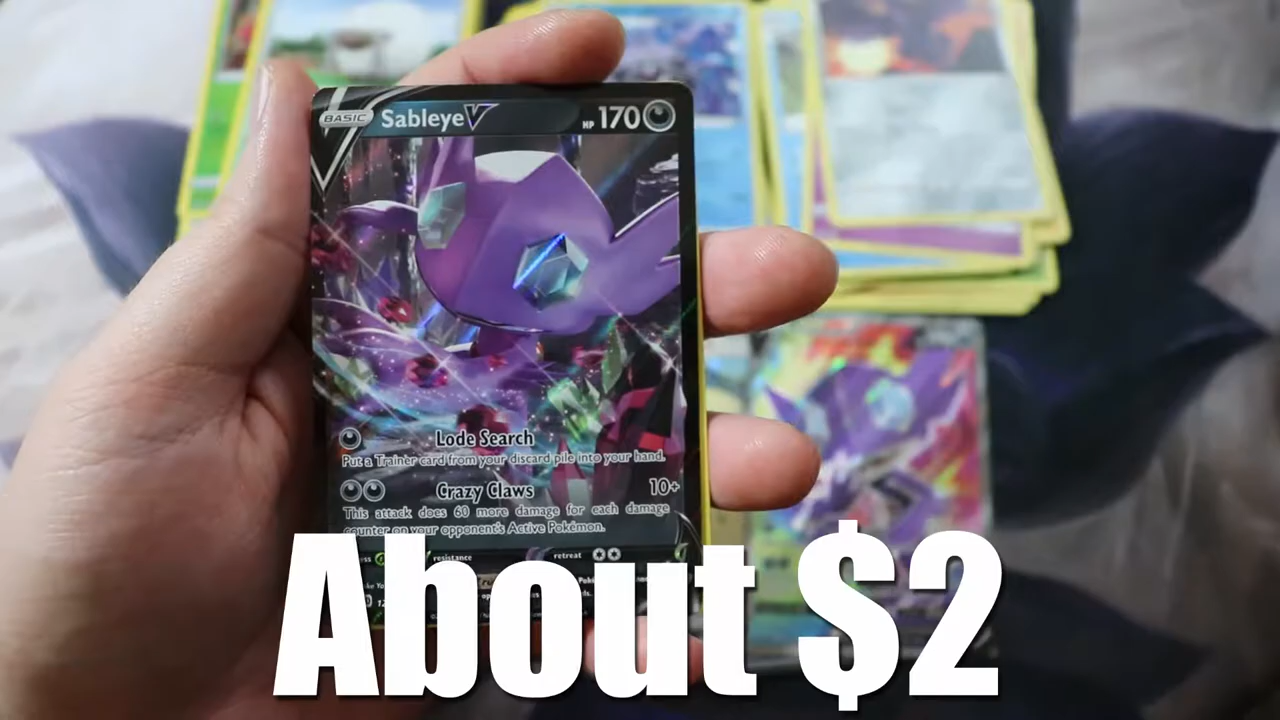 BASIC SableyeV HP 170
Lode Search
Put a Trainer card from your discard pile into your hand.
Crazy Claws 10+
This attack does 60 more damage for each damage
counter on your opponent's Active Pokémon.
resistance retreat
About $2